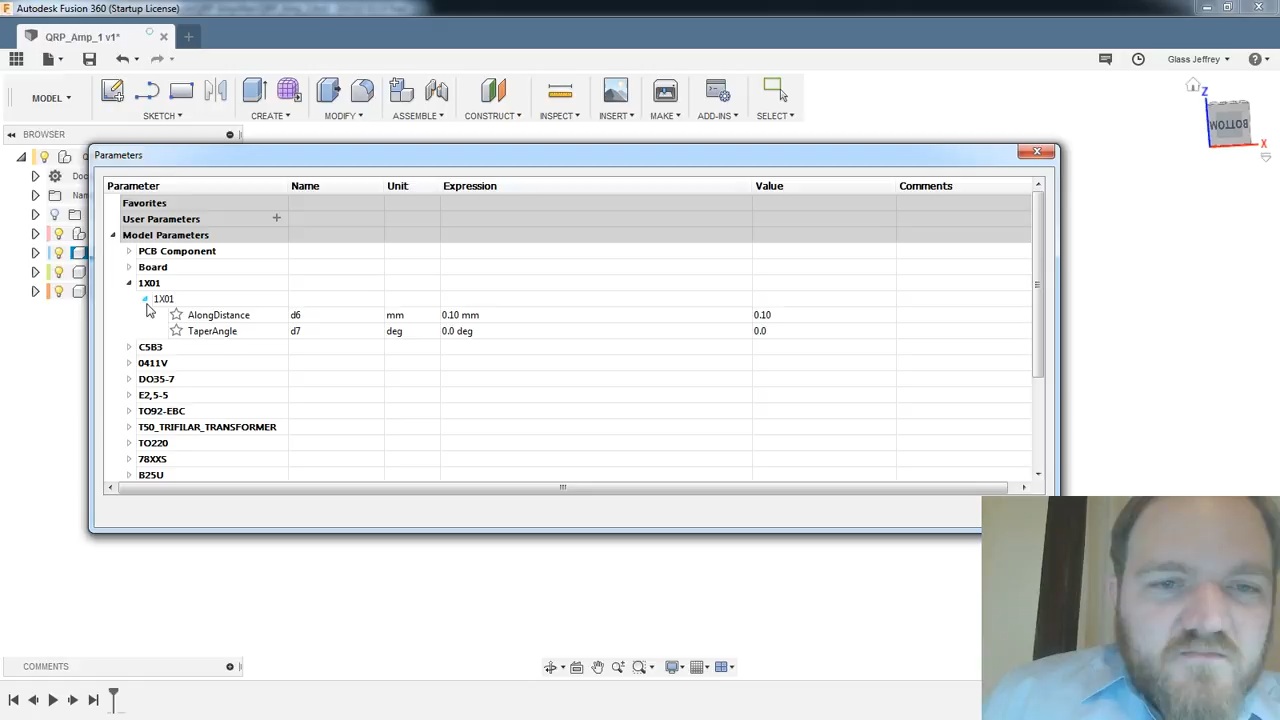 Autodesk Fusion 360 (Startup License)
QRP_Amp_1 v1*
Glass Jeffrey
MODEL
SKETCH
CREATE
MODIFY
ASSEMBLE
CONSTRUCT
INSPECT
INSERT
MAKE
ADD-INS
SELECT
BROWSER
Z
BOTTOM
X
Doc
Nam
Parameters
Parameter Name Unit Expression Value Comments
Favorites
User Parameters +
Model Parameters
PCB Component
Board
1X01
1X01
AlongDistance d6 mm 0.10 mm 0.10
TaperAngle d7 deg 0.0 deg 0.0
C5B3
0411V
DO35-7
E2,5-5
TO92-EBC
T50_TRIFILAR_TRANSFORMER
TO220
78XXS
B25U
COMMENTS